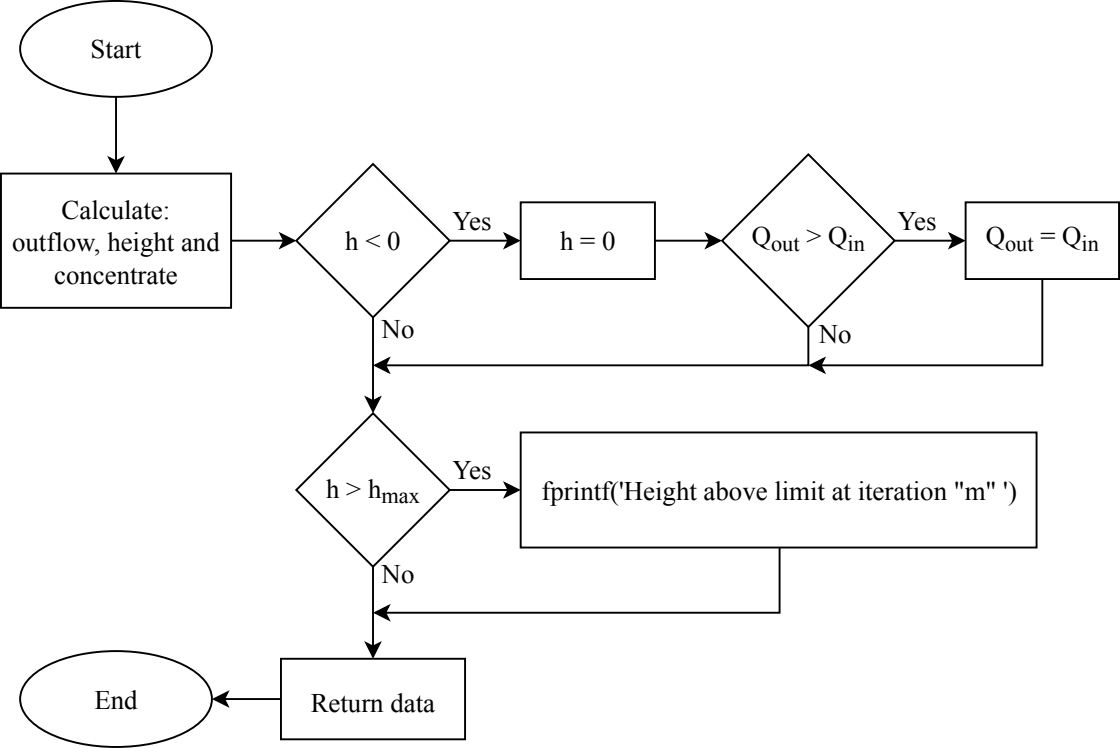 Start
Calculate:
outflow, height and
concentrate
h < 0
Yes
h = 0
Qout > Qin
Yes
Qout = Qin
No
No
h > hmax
Yes
fprintf('Height above limit at iteration "m" ')
No
Return data
End